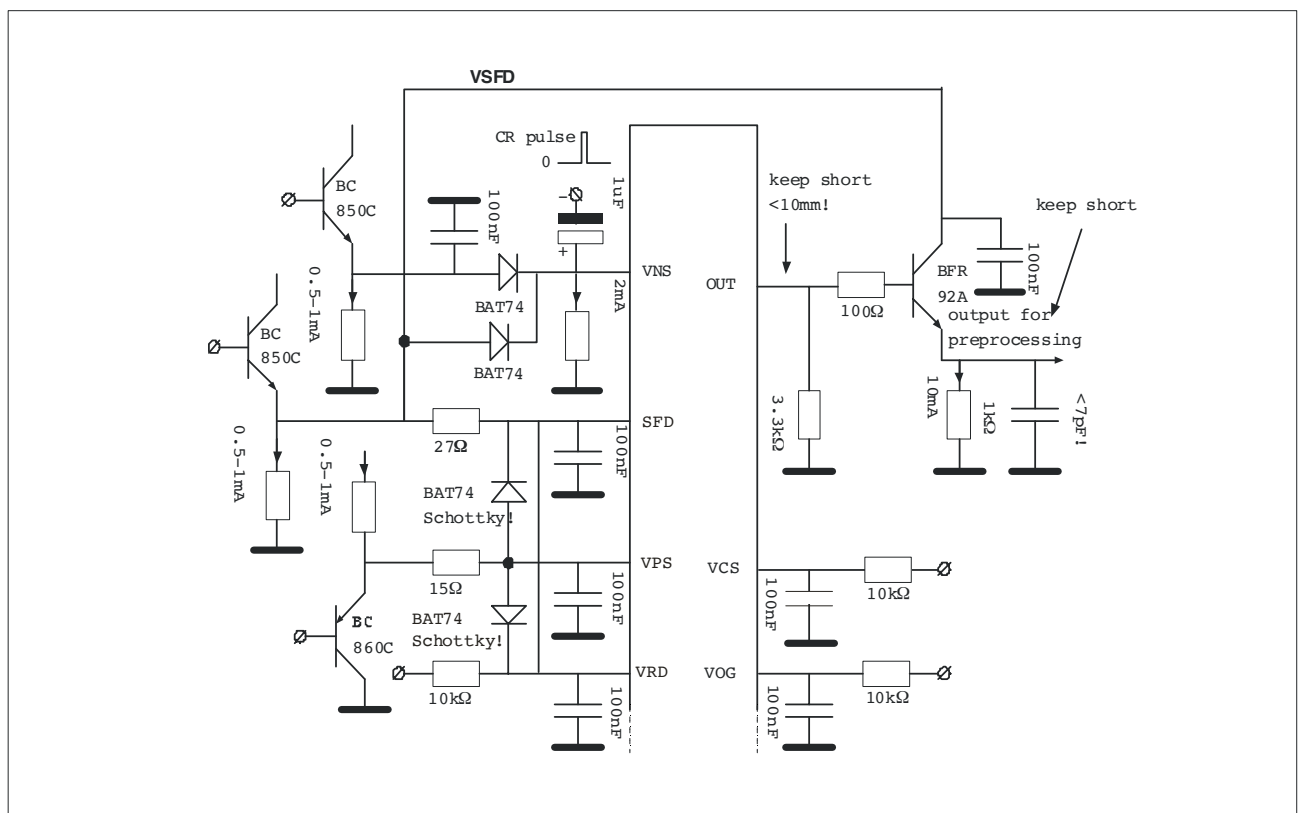 VSFD
CR pulse
0
1uF
-
+
keep short
<10mm!
keep short
BC
850C
100nF
VNS
2mA
BAT74
BAT74
0.5-1mA
OUT
100Ω
BFR
92A
100nF
output for
preprocessing
BC
850C
0.5-1mA
0.5-1mA
27Ω
SFD
100nF
3.3kΩ
10mA
1kΩ
<7pF!
BAT74
Schottky!
15Ω
VPS
100nF
VCS
100nF
10kΩ
BC
860C
BAT74
Schottky!
10kΩ
VRD
100nF
VOG
100nF
10kΩ